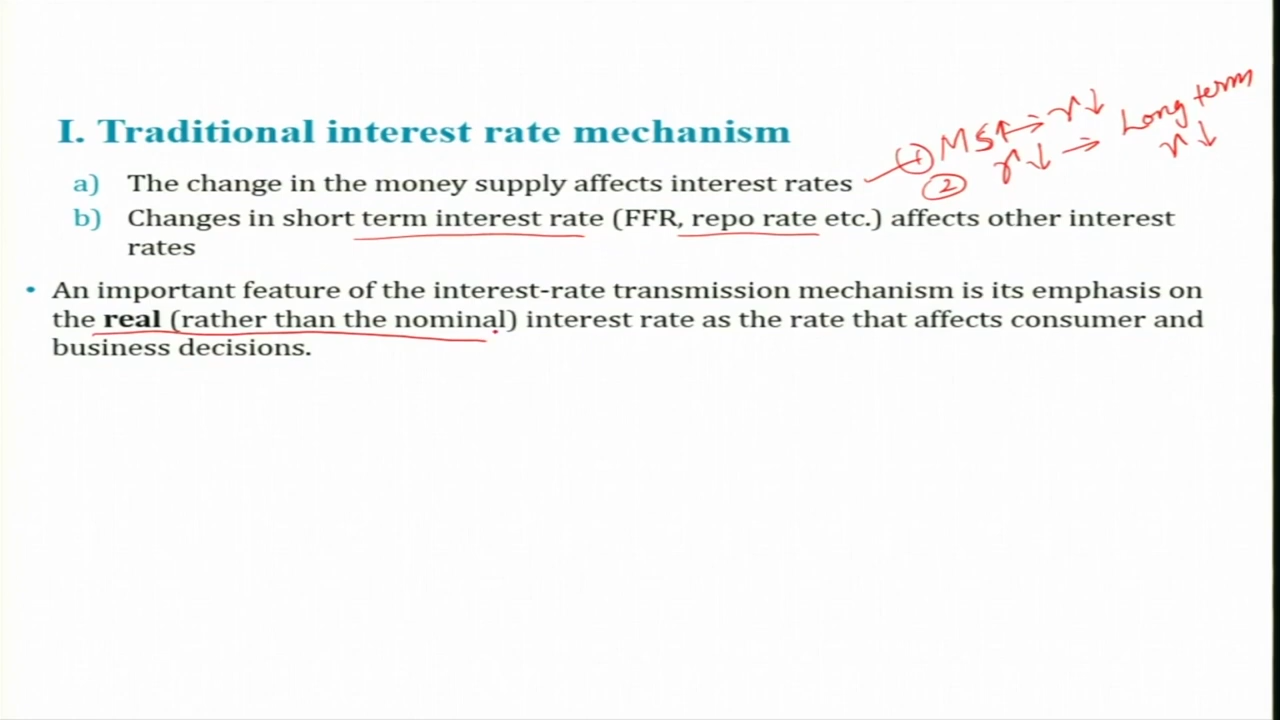 I. Traditional interest rate mechanism
a) The change in the money supply affects interest rates
b) Changes in short term interest rate (FFR, repo rate etc.) affects other interest
rates
• An important feature of the interest-rate transmission mechanism is its emphasis on
the real (rather than the nominal) interest rate as the rate that affects consumer and
business decisions.
① MS↑ → r↓
② r↓ → Long term
r↓